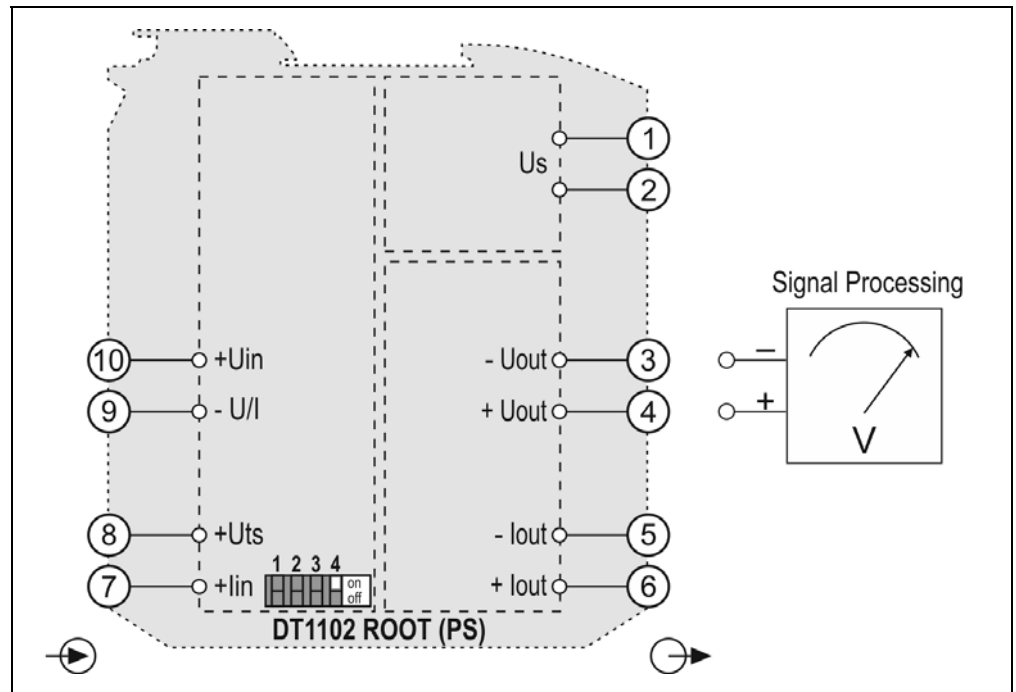 1
Us
2
Signal Processing
10 +Uin - Uout 3 –
9 - U/I + Uout 4 +
V
8 +Uts - Iout 5
1 2 3 4
on
off
7 +Iin + Iout 6
DT1102 ROOT (PS)